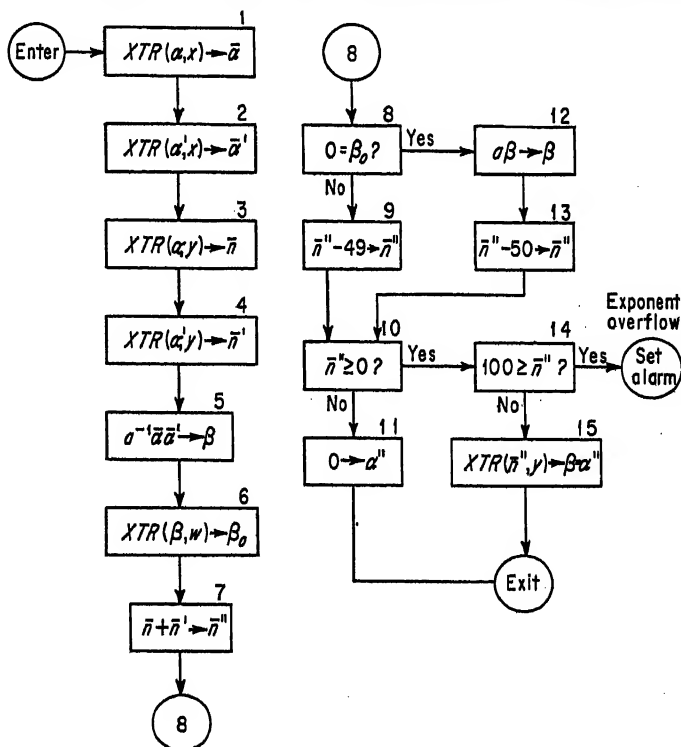 Enter
1
XTR(α,x)→ᾱ
2
XTR(α,'x)→ᾱ'
3
XTR(α,y)→n̄
4
XTR(α,'y)→n̄'
5
a⁻¹ᾱᾱ'→β
6
XTR(β,w)→β₀
7
n̄+n̄'→n̄"
8
8
8
0=β₀?
Yes
No
12
aβ→β
9
n̄"-49→n̄"
13
n̄"-50→n̄"
10
n̄"≥0?
Yes
No
14
100≥n̄"?
Yes
No
Exponent
overflow
Set
alarm
11
0→α"
15
XTR(n̄",y)→β=α"
Exit